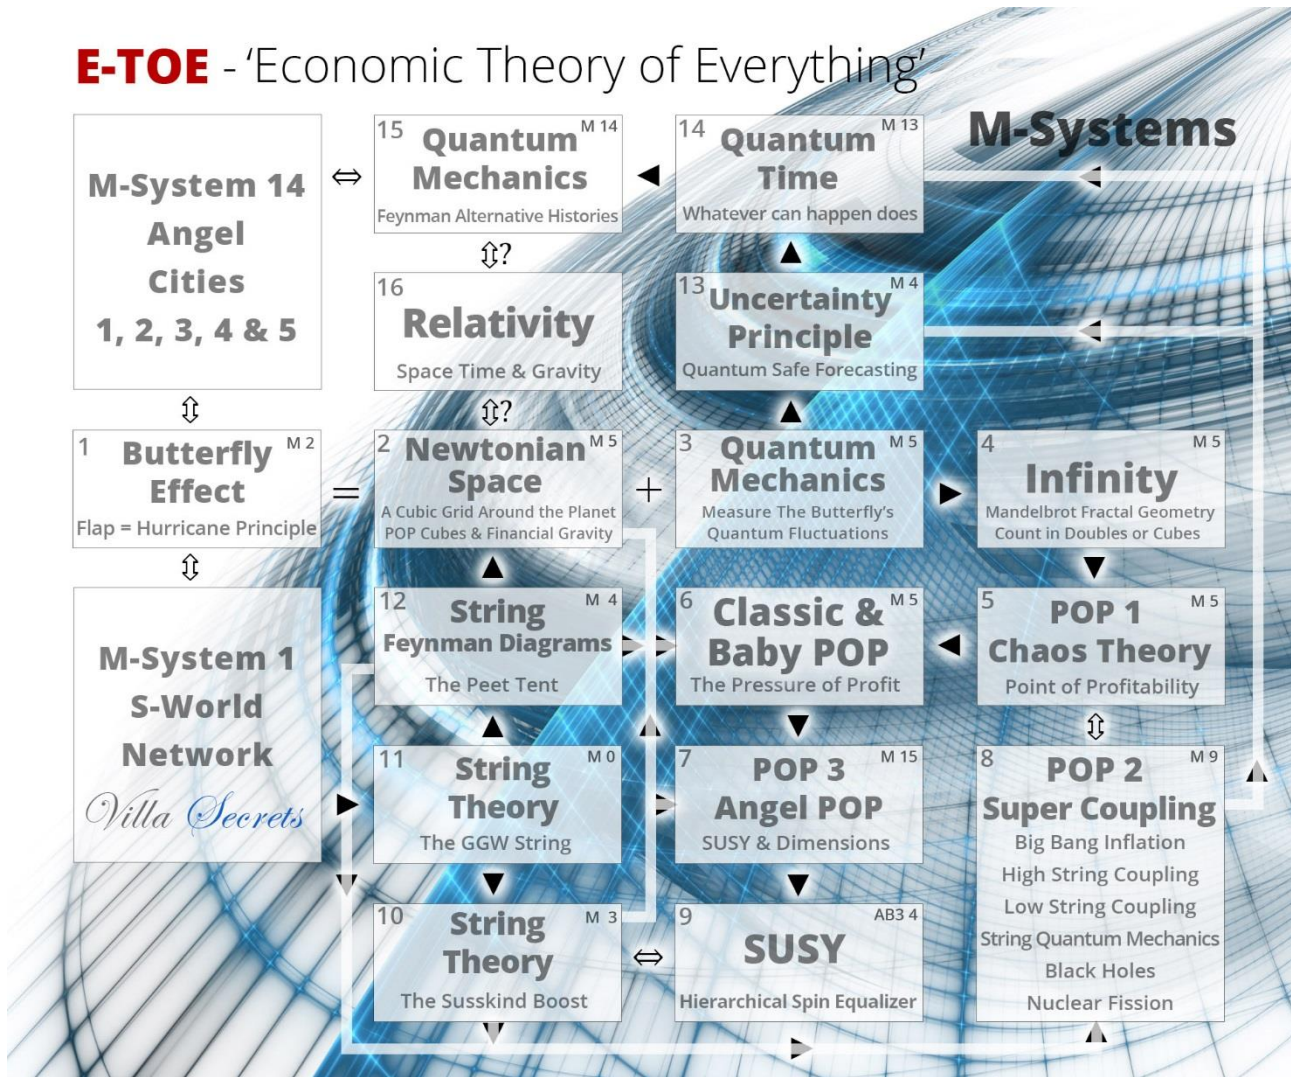 E-TOE - ‘Economic Theory of Everything’
M-Systems
M-System 14
Angel
Cities
1, 2, 3, 4 & 5
15 Quantum M 14
Mechanics
Feynman Alternative Histories
14 Quantum M 13
Time
Whatever can happen does
⇔
⇕?
16
Relativity
Space Time & Gravity
13 Uncertainty M 4
Principle
Quantum Safe Forecasting
⇕
⇕?
1 Butterfly M 2
Effect
Flap = Hurricane Principle
=
2 Newtonian M 5
Space
A Cubic Grid Around the Planet
POP Cubes & Financial Gravity
+
3 Quantum M 5
Mechanics
Measure The Butterfly’s
Quantum Fluctuations
4 M 5
Infinity
Mandelbrot Fractal Geometry
Count in Doubles or Cubes
⇕
M-System 1
S-World
Network
Villa Secrets
12 String M 4
Feynman Diagrams
The Peet Tent
6 Classic & M 5
Baby POP
The Pressure of Profit
5 POP 1 M 5
Chaos Theory
Point of Profitability
⇕
11 String M 0
Theory
The GGW String
7 POP 3 M 15
Angel POP
SUSY & Dimensions
8 POP 2 M 9
Super Coupling
Big Bang Inflation
High String Coupling
Low String Coupling
String Quantum Mechanics
Black Holes
Nuclear Fission
10 String M 3
Theory
The Susskind Boost
⇔
9 AB3 4
SUSY
Hierarchical Spin Equalizer